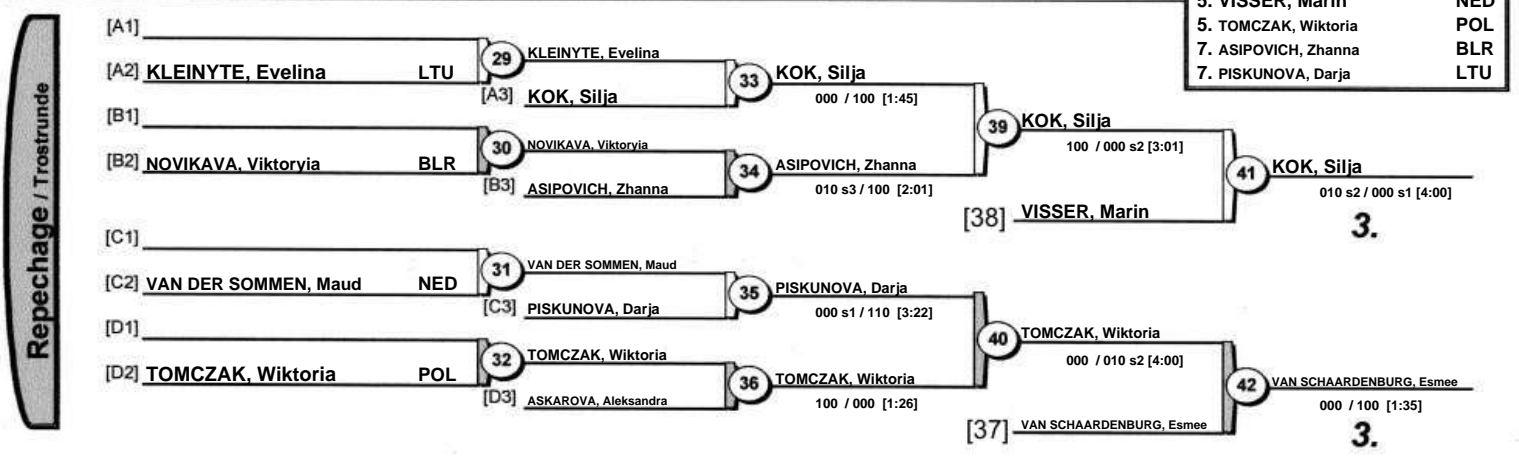 5. VISSER, Marin NED
5. TOMCZAK, Wiktoria POL
7. ASIPOVICH, Zhanna BLR
7. PISKUNOVA, Darja LTU
Repechage / Trostrunde
[A1]
[A2] KLEINYTE, Evelina LTU
29
KLEINYTE, Evelina
[A3] KOK, Silja
33
KOK, Silja
000 / 100 [1:45]
[B1]
[B2] NOVIKAVA, Viktoryia BLR
30
NOVIKAVA, Viktoryia
[B3] ASIPOVICH, Zhanna
34
ASIPOVICH, Zhanna
010 s3 / 100 [2:01]
39
KOK, Silja
100 / 000 s2 [3:01]
[38] VISSER, Marin
41
KOK, Silja
010 s2 / 000 s1 [4:00]
3.
[C1]
[C2] VAN DER SOMMEN, Maud NED
31
VAN DER SOMMEN, Maud
[C3] PISKUNOVA, Darja
35
PISKUNOVA, Darja
000 s1 / 110 [3:22]
[D1]
[D2] TOMCZAK, Wiktoria POL
32
TOMCZAK, Wiktoria
[D3] ASKAROVA, Aleksandra
36
TOMCZAK, Wiktoria
100 / 000 [1:26]
40
TOMCZAK, Wiktoria
000 / 010 s2 [4:00]
[37] VAN SCHAARDENBURG, Esmee
42
VAN SCHAARDENBURG, Esmee
000 / 100 [1:35]
3.